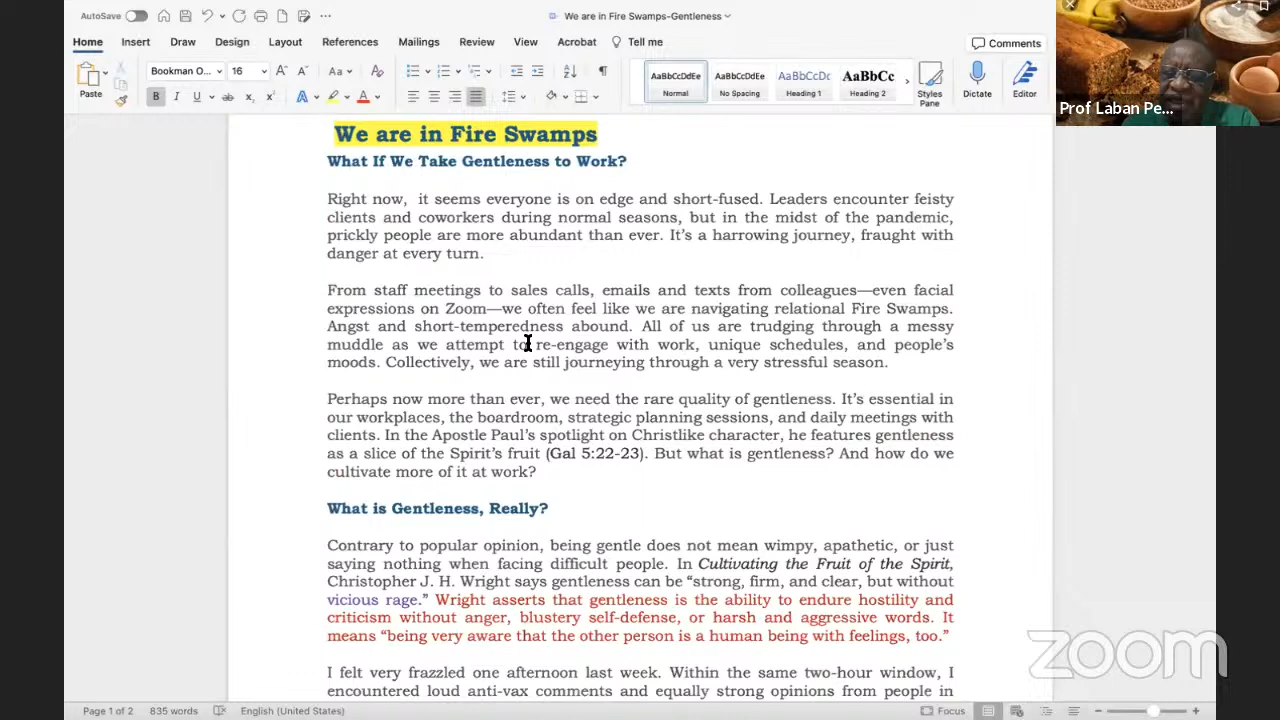 AutoSave
We are in Fire Swamps-Gentleness
Home Insert Draw Design Layout References Mailings Review View Acrobat Tell me
Comments
Paste
Bookman O... 16
AaBbCcDdEe
Normal
AaBbCcDdEe
No Spacing
AaBbCcDc
Heading 1
AaBbCc
Heading 2
Styles
Pane
Dictate
Editor
Prof Laban Pe...
We are in Fire Swamps
What If We Take Gentleness to Work?
Right now, it seems everyone is on edge and short-fused. Leaders encounter feisty
clients and coworkers during normal seasons, but in the midst of the pandemic,
prickly people are more abundant than ever. It’s a harrowing journey, fraught with
danger at every turn.
From staff meetings to sales calls, emails and texts from colleagues—even facial
expressions on Zoom—we often feel like we are navigating relational Fire Swamps.
Angst and short-temperedness abound. All of us are trudging through a messy
muddle as we attempt to re-engage with work, unique schedules, and people’s
moods. Collectively, we are still journeying through a very stressful season.
Perhaps now more than ever, we need the rare quality of gentleness. It’s essential in
our workplaces, the boardroom, strategic planning sessions, and daily meetings with
clients. In the Apostle Paul’s spotlight on Christlike character, he features gentleness
as a slice of the Spirit’s fruit (Gal 5:22-23). But what is gentleness? And how do we
cultivate more of it at work?
What is Gentleness, Really?
Contrary to popular opinion, being gentle does not mean wimpy, apathetic, or just
saying nothing when facing difficult people. In Cultivating the Fruit of the Spirit,
Christopher J. H. Wright says gentleness can be “strong, firm, and clear, but without
vicious rage.” Wright asserts that gentleness is the ability to endure hostility and
criticism without anger, blustery self-defense, or harsh and aggressive words. It
means “being very aware that the other person is a human being with feelings, too.”
I felt very frazzled one afternoon last week. Within the same two-hour window, I
encountered loud anti-vax comments and equally strong opinions from people in
zoom
Page 1 of 2 835 words English (United States) Focus